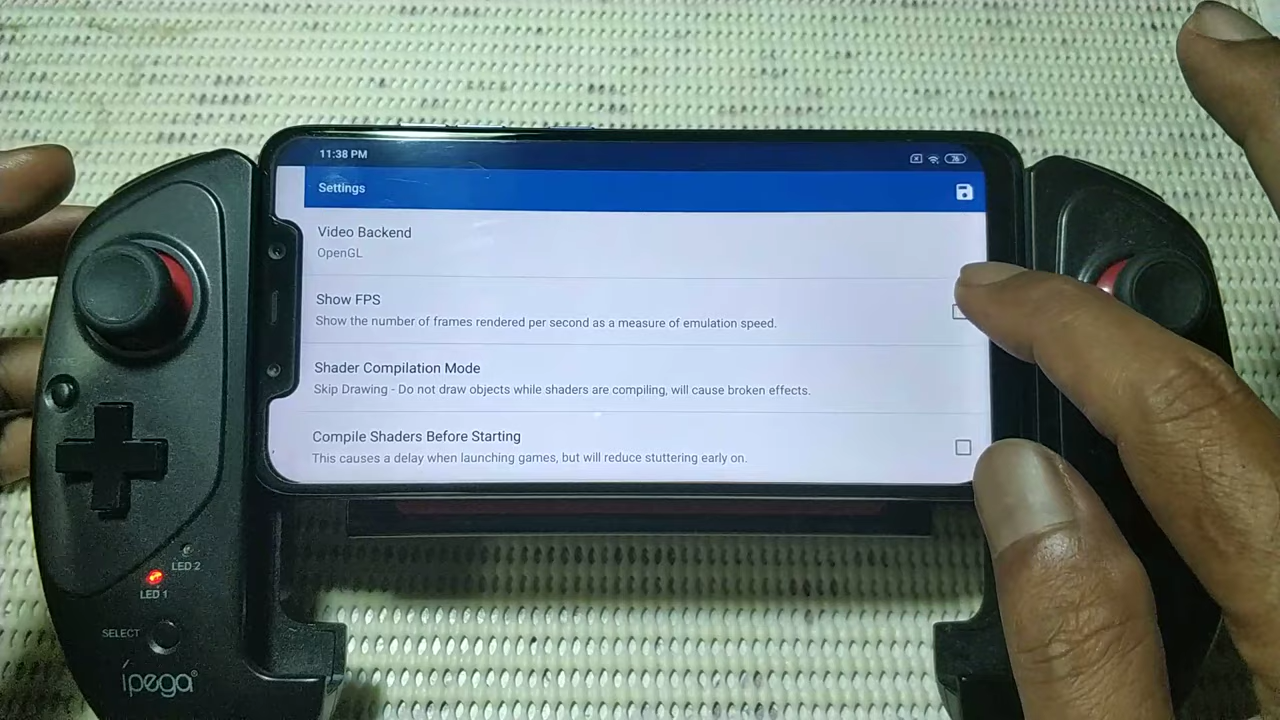 11:38 PM
76
Settings
Video Backend
OpenGL
Show FPS
Show the number of frames rendered per second as a measure of emulation speed.
Shader Compilation Mode
Skip Drawing - Do not draw objects while shaders are compiling, will cause broken effects.
Compile Shaders Before Starting
This causes a delay when launching games, but will reduce stuttering early on.
HOME
LED 2
LED 1
SELECT
ípega®